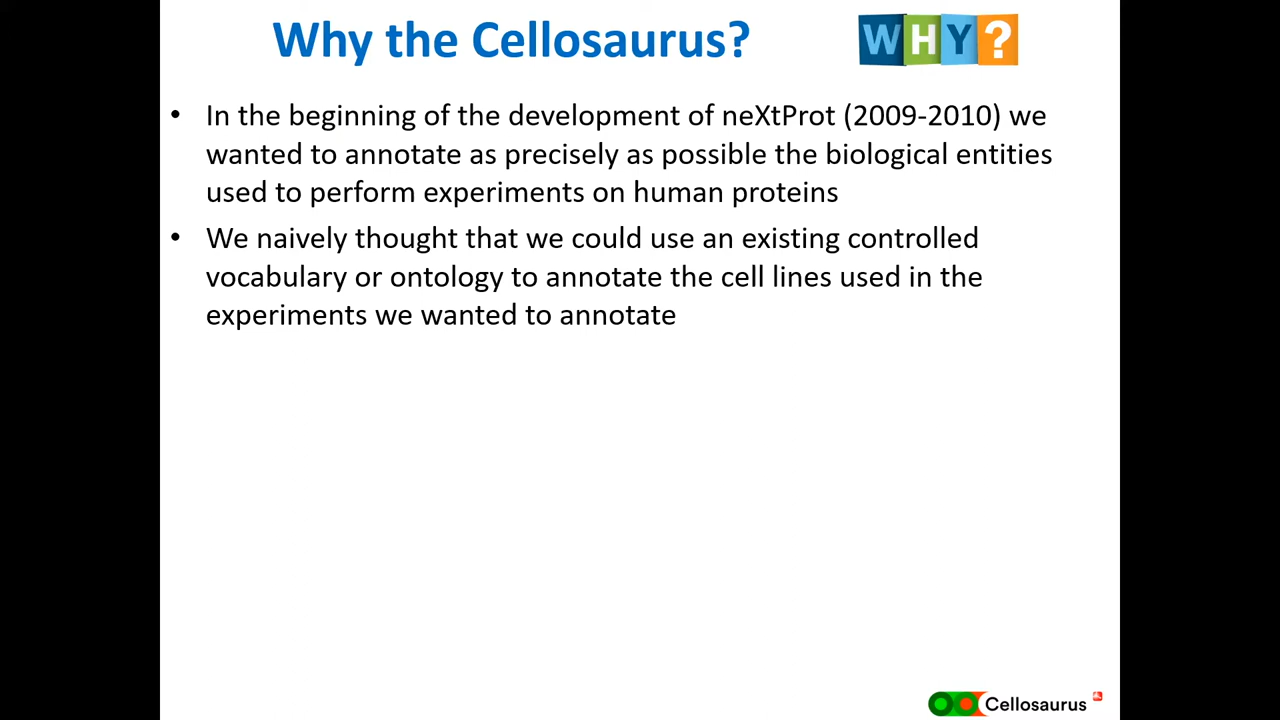 Why the Cellosaurus?
WHY?
• In the beginning of the development of neXtProt (2009-2010) we
wanted to annotate as precisely as possible the biological entities
used to perform experiments on human proteins
• We naively thought that we could use an existing controlled
vocabulary or ontology to annotate the cell lines used in the
experiments we wanted to annotate
Cellosaurus